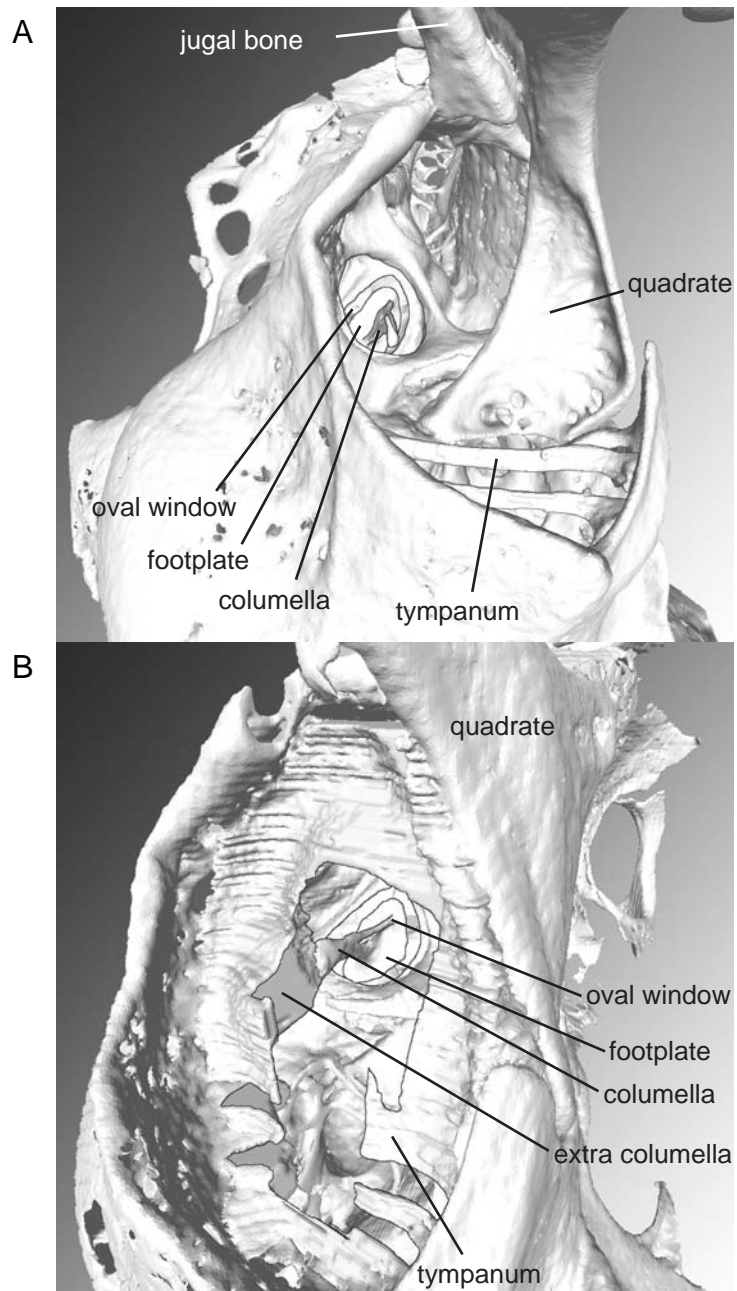 A
jugal bone
quadrate
oval window
footplate
columella
tympanum
B
quadrate
oval window
footplate
columella
extra columella
tympanum